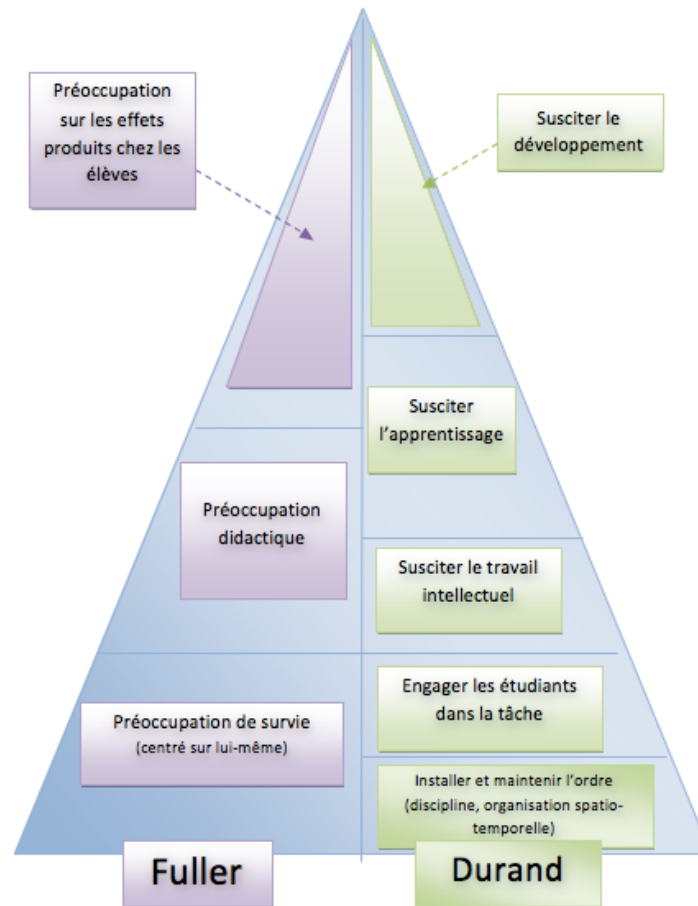 Préoccupation
sur les effets
produits chez les
élèves
Susciter le
développement
Susciter
l'apprentissage
Préoccupation
didactique
Susciter le travail
intellectuel
Engager les étudiants
dans la tâche
Préoccupation de survie
(centré sur lui-même)
Installer et maintenir l'ordre
(discipline, organisation spatio-
temporelle)
Fuller
Durand